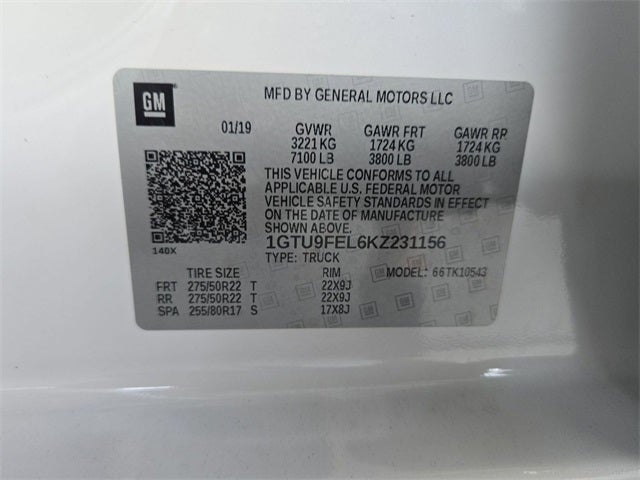 GM
MFD BY GENERAL MOTORS LLC
01/19 GVWR GAWR FRT GAWR RR
3221 KG 1724 KG 1724 KG
7100 LB 3800 LB 3800 LB
THIS VEHICLE CONFORMS TO ALL
APPLICABLE U.S. FEDERAL MOTOR
VEHICLE SAFETY STANDARDS IN EFFECT
ON THE DATE OF MANUFACTURE
SHOWN ABOVE.
140X 1GTU9FEL6KZ231156
TYPE: TRUCK
TIRE SIZE RIM MODEL: 66TK10543
FRT 275/50R22 T 22X9J
RR 275/50R22 T 22X9J
SPA 255/80R17 S 17X8J